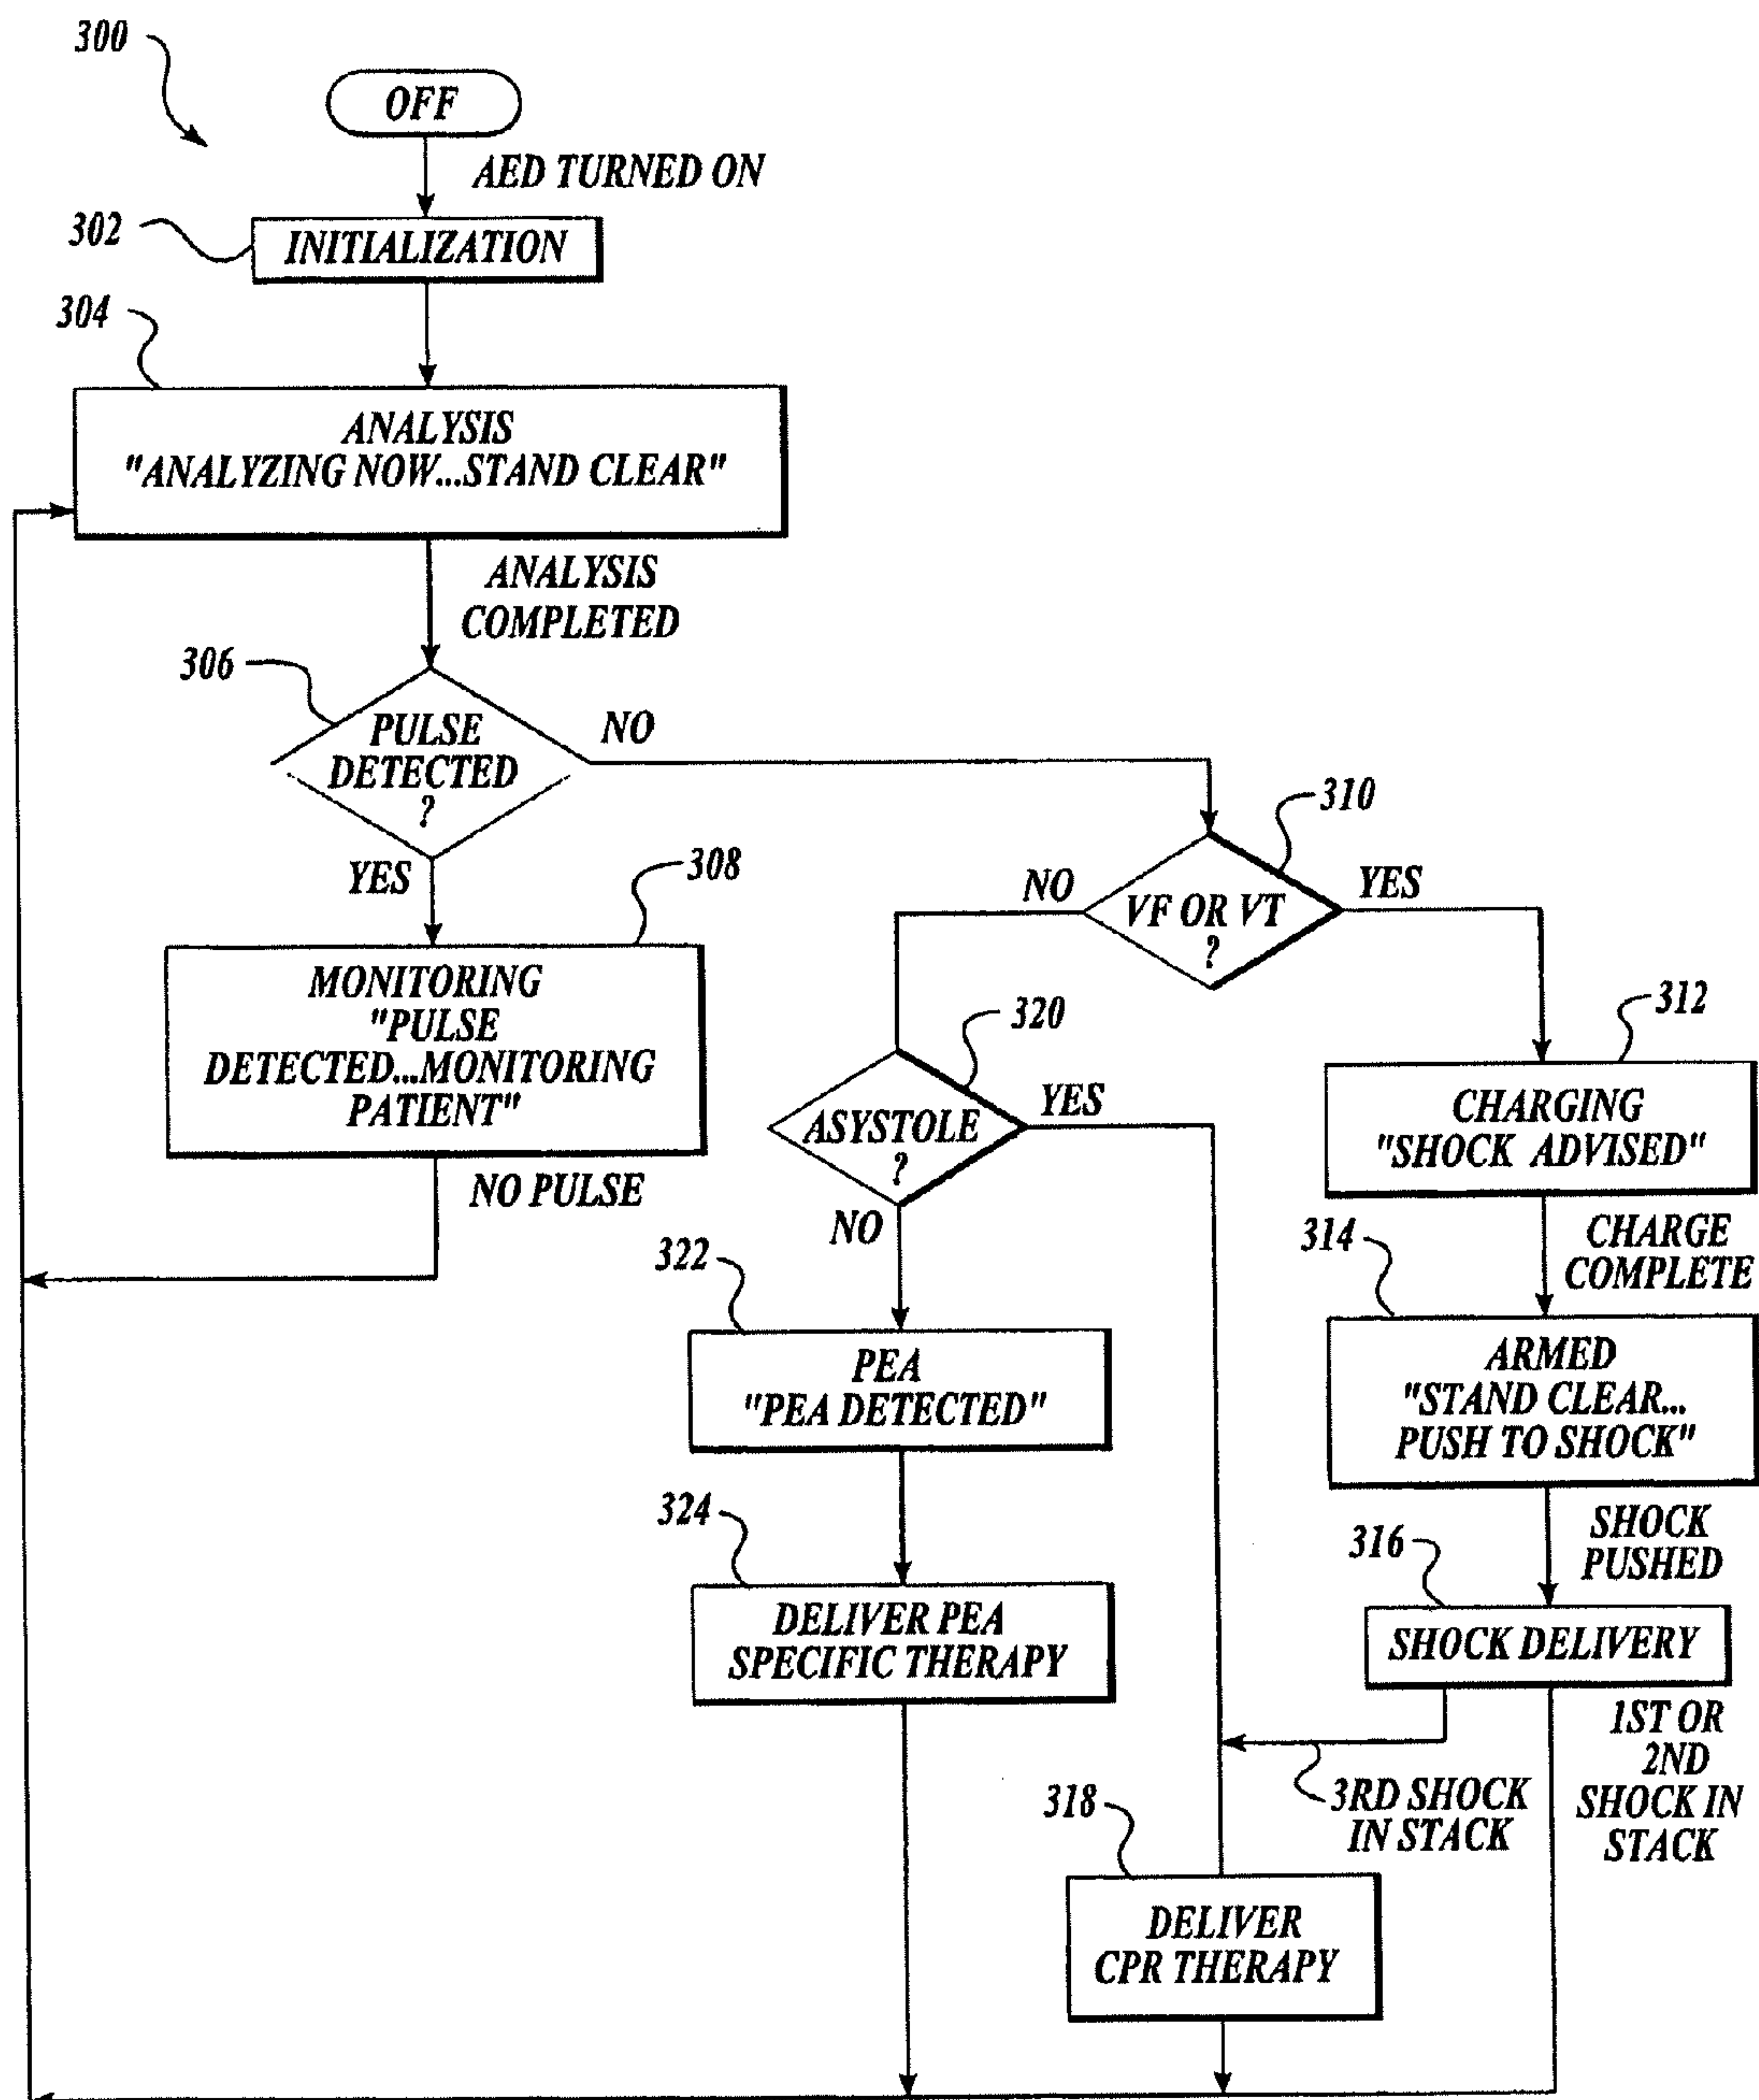 300
OFF
AED TURNED ON
302
INITIALIZATION
304
ANALYSIS
"ANALYZING NOW...STAND CLEAR"
ANALYSIS
COMPLETED
306
PULSE
DETECTED
?
NO
YES
308
MONITORING
"PULSE
DETECTED...MONITORING
PATIENT"
NO PULSE
310
VF OR VT
?
NO
YES
320
ASYSTOLE
?
YES
NO
312
CHARGING
"SHOCK ADVISED"
CHARGE
COMPLETE
314
ARMED
"STAND CLEAR...
PUSH TO SHOCK"
SHOCK
PUSHED
322
PEA
"PEA DETECTED"
324
DELIVER PEA
SPECIFIC THERAPY
316
SHOCK DELIVERY
1ST OR
2ND
SHOCK IN
STACK
3RD SHOCK
IN STACK
318
DELIVER
CPR THERAPY